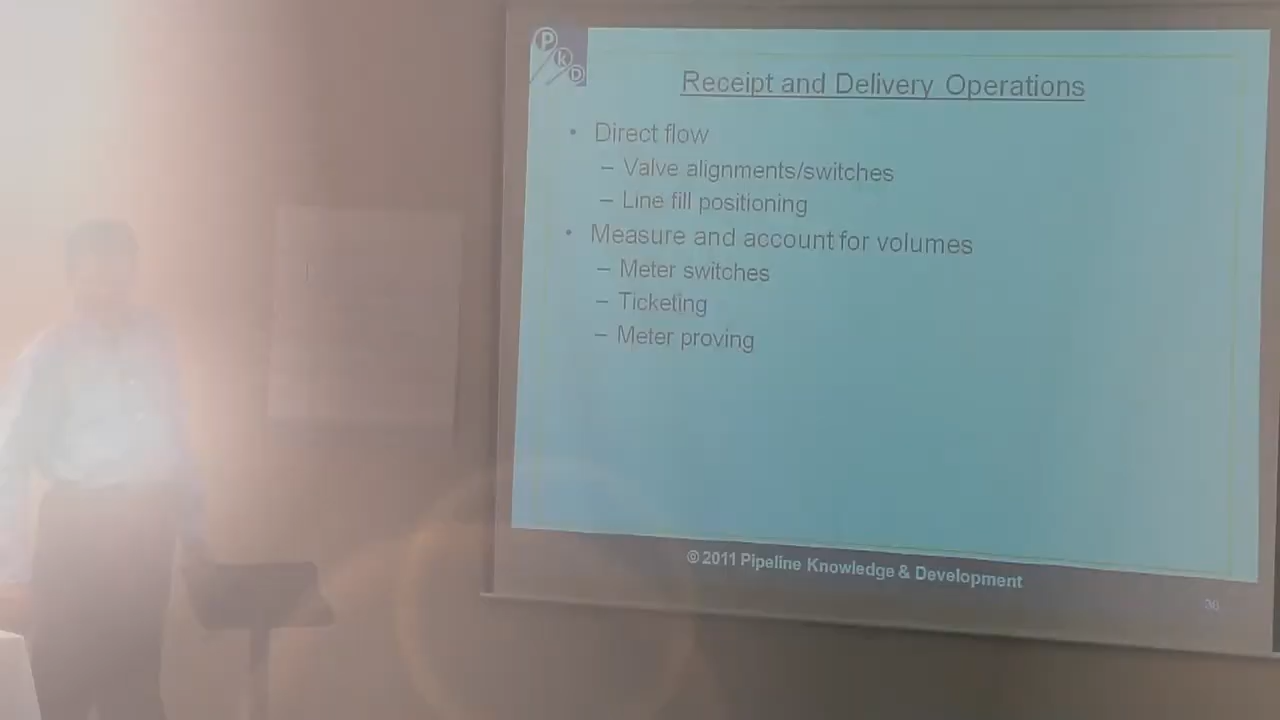 PkD
Receipt and Delivery Operations
• Direct flow
– Valve alignments/switches
– Line fill positioning
• Measure and account for volumes
– Meter switches
– Ticketing
– Meter proving
© 2011 Pipeline Knowledge & Development